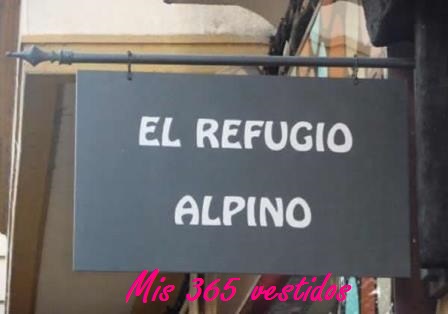 EL REFUGIO
ALPINO
Mis 365 vestidos